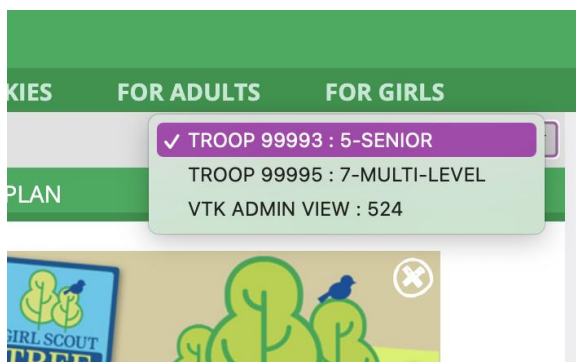 KIES FOR ADULTS FOR GIRLS
✓ TROOP 99993 : 5-SENIOR
TROOP 99995 : 7-MULTI-LEVEL
VTK ADMIN VIEW : 524
PLAN
GIRL SCOUT
TREE